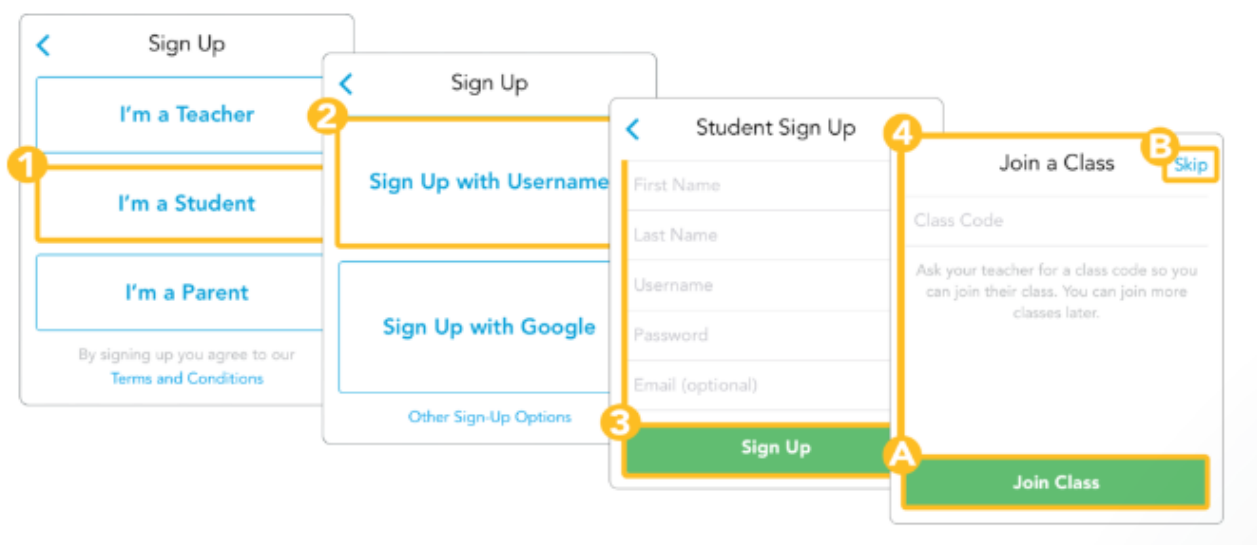 Sign Up
I'm a Teacher
1
I'm a Student
I'm a Parent
By signing up you agree to our
Terms and Conditions
Sign Up
2
Sign Up with Username
Sign Up with Google
Other Sign-Up Options
Student Sign Up
First Name
Last Name
Username
Password
Email (optional)
3
Sign Up
4
Join a Class
B
Skip
Class Code
Ask your teacher for a class code so you
can join their class. You can join more
classes later.
A
Join Class